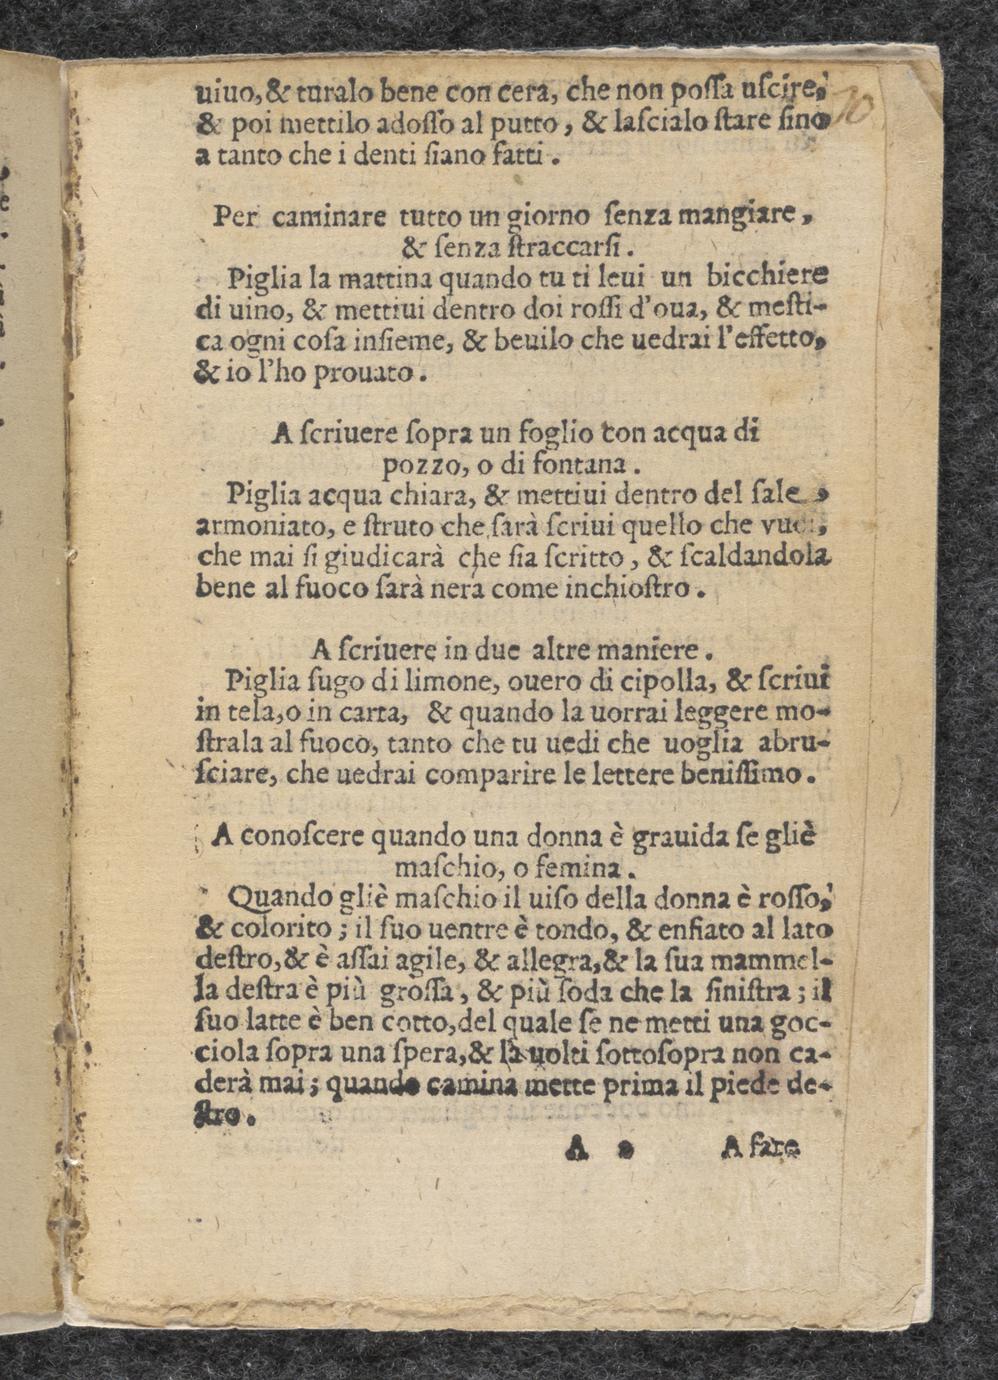 uiuo, & turalo bene con cera, che non poſſa uſcire,
10
& poi mettilo adoſſo al putto, & laſcialo ſtare ſino
a tanto che i denti ſiano fatti.
Per caminare tutto un giorno ſenza mangiare,
& ſenza ſtraccarſi.
Piglia la mattina quando tu ti leui un bicchiere
di uino, & mettiui dentro doi roſſi d'oua, & meſti-
ca ogni coſa inſieme, & beuilo che uedrai l'effetto,
& io l'ho prouato.
A ſcriuere ſopra un foglio con acqua di
pozzo, o di fontana.
Piglia acqua chiara, & mettiui dentro del ſale
armoniato, e ſtruto che ſarà ſcriui quello che vuoi,
che mai ſi giudicarà che ſia ſcritto, & ſcaldandola
bene al fuoco ſarà nera come inchioſtro.
A ſcriuere in due altre maniere.
Piglia ſugo di limone, ouero di cipolla, & ſcriui
in tela, o in carta, & quando la uorrai leggere mo-
ſtrala al fuoco, tanto che tu uedi che uoglia abru-
ſciare, che uedrai comparire le lettere beniſſimo.
A conoſcere quando una donna è grauida ſe gliè
maſchio, o femina.
Quando gliè maſchio il uiſo della donna è roſſo,
& colorito; il ſuo uentre è tondo, & enfiato al lato
deſtro, & è aſſai agile, & allegra, & la ſua mammel-
la deſtra è più groſſa, & più ſoda che la ſiniſtra; il
ſuo latte è ben cotto, del quale ſe ne metti una goc-
ciola ſopra una ſpera, & la uolti ſottoſopra non ca-
derà mai; quando camina mette prima il piede de-
ſtro.
A
A fare